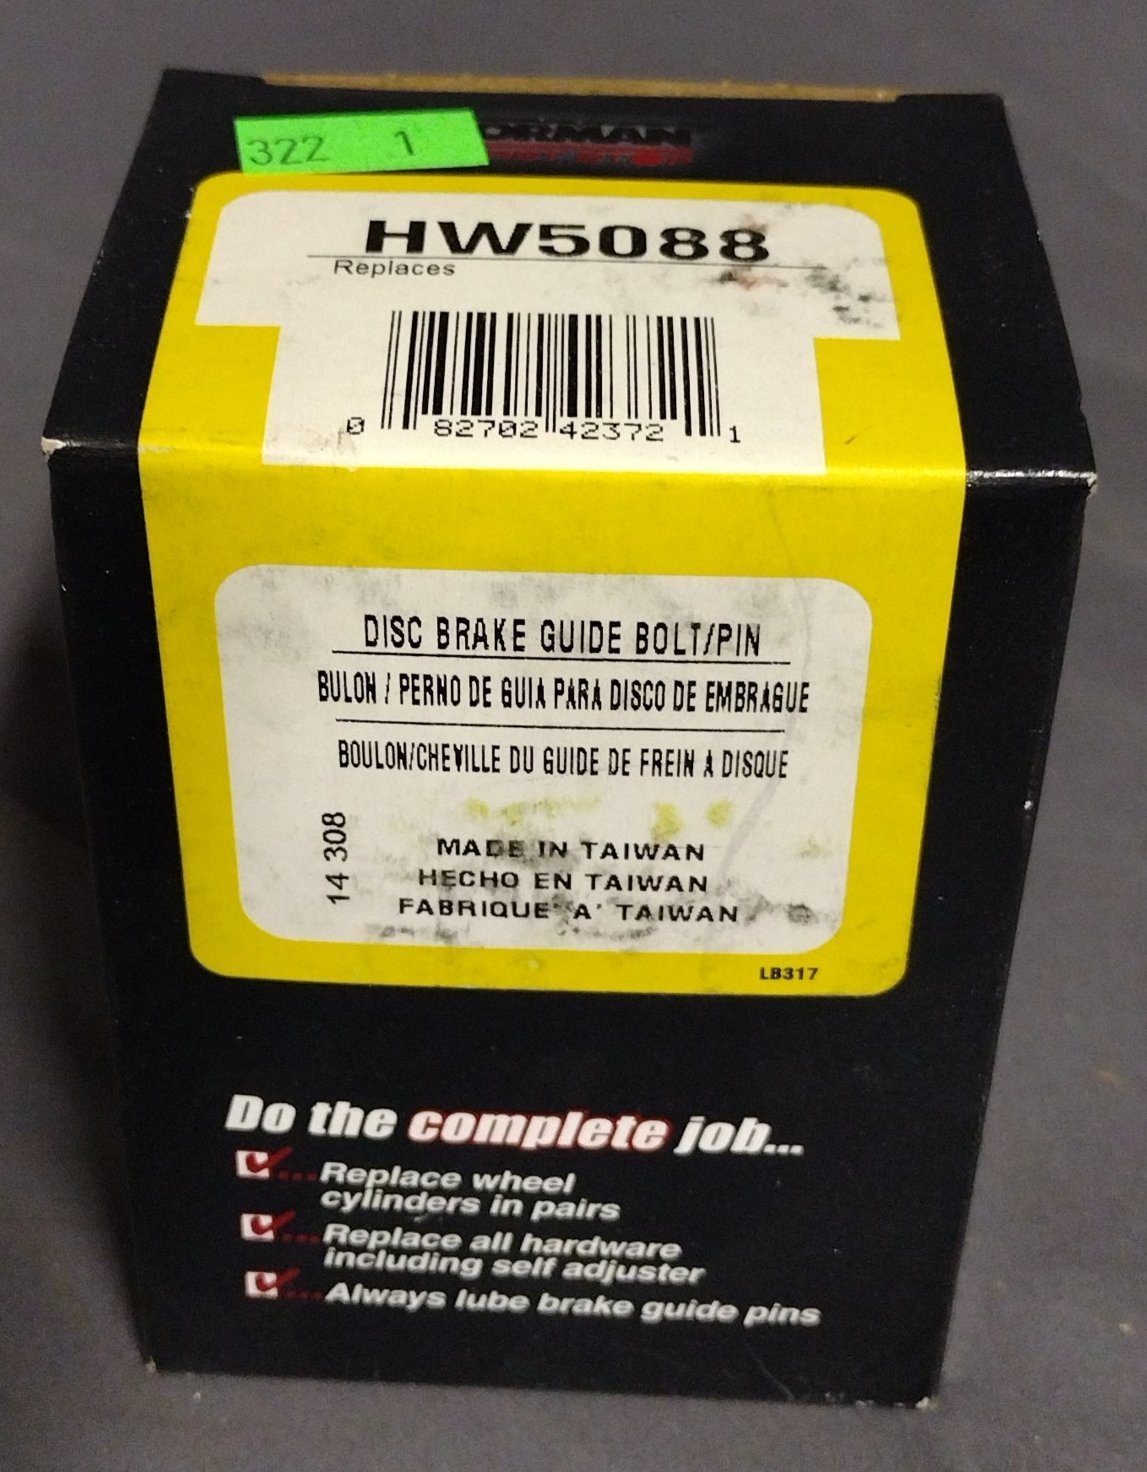 322 1
ORMAN
HW5088
Replaces
0 82702 42372 1
DISC BRAKE GUIDE BOLT/PIN
BULON / PERNO DE GUIA PARA DISCO DE EMBRAGUE
BOULON/CHEVILLE DU GUIDE DE FREIN A DISQUE
14 308
MADE IN TAIWAN
HECHO EN TAIWAN
FABRIQUE' 'A' TAIWAN
LB317
Do the complete job...
...Replace wheel
cylinders in pairs
...Replace all hardware
including self adjuster
...Always lube brake guide pins